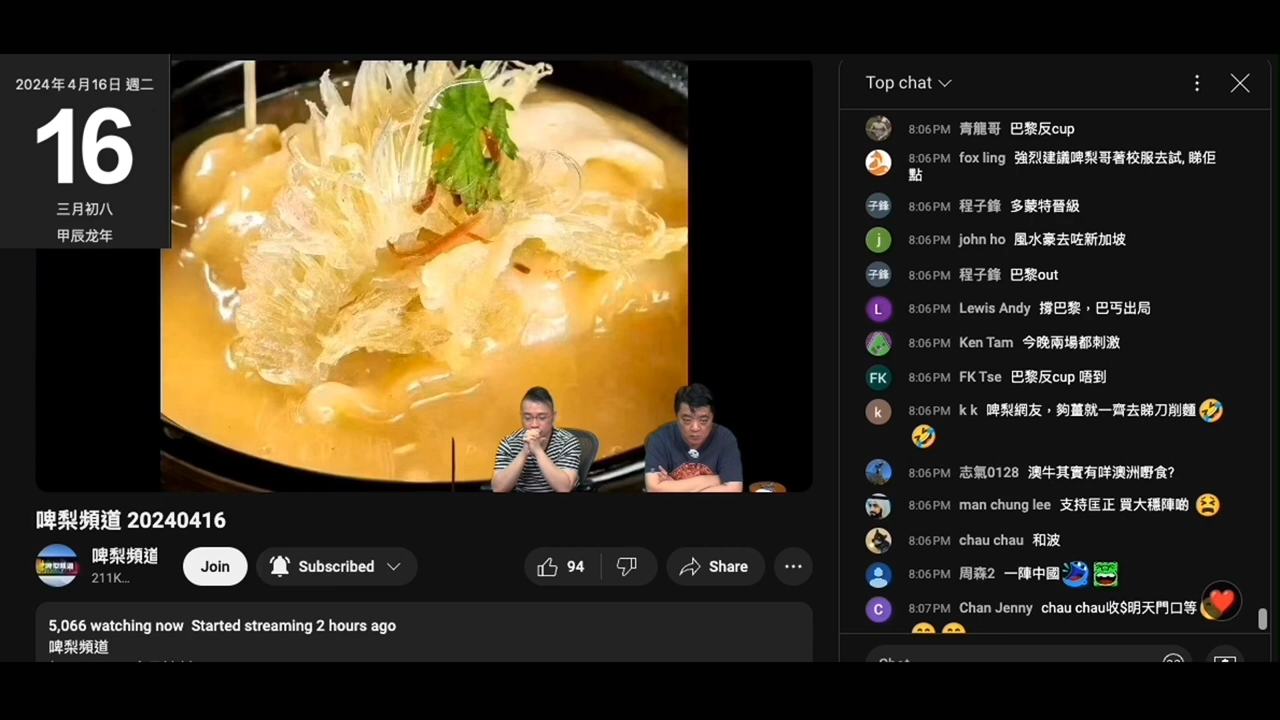 2024年4月16日 週二
16
三月初八
甲辰龙年
啤梨頻道 20240416
啤梨頻道
211K...
Join
Subscribed
94
Share
5,066 watching now Started streaming 2 hours ago
啤梨頻道
Top chat
8:06PM 青龍哥 巴黎反cup
8:06PM fox ling 強烈建議啤梨哥著校服去試, 睇佢
點
子鋒 8:06PM 程子鋒 多蒙特晉級
j 8:06PM john ho 風水豪去咗新加坡
子鋒 8:06PM 程子鋒 巴黎out
L 8:06PM Lewis Andy 撐巴黎，巴丐出局
8:06PM Ken Tam 今晚兩場都刺激
FK 8:06PM FK Tse 巴黎反cup 唔到
k 8:06PM k k 啤梨網友，夠薑就一齊去睇刀削麵🤣
🤣
8:06PM 志氣0128 澳牛其實有咩澳洲嘢食?
8:06PM man chung lee 支持匡正 買大穩陣啲 😫
8:06PM chau chau 和波
8:06PM 周森2 一陣中國
C 8:07PM Chan Jenny chau chau收$明天門口等
Chat